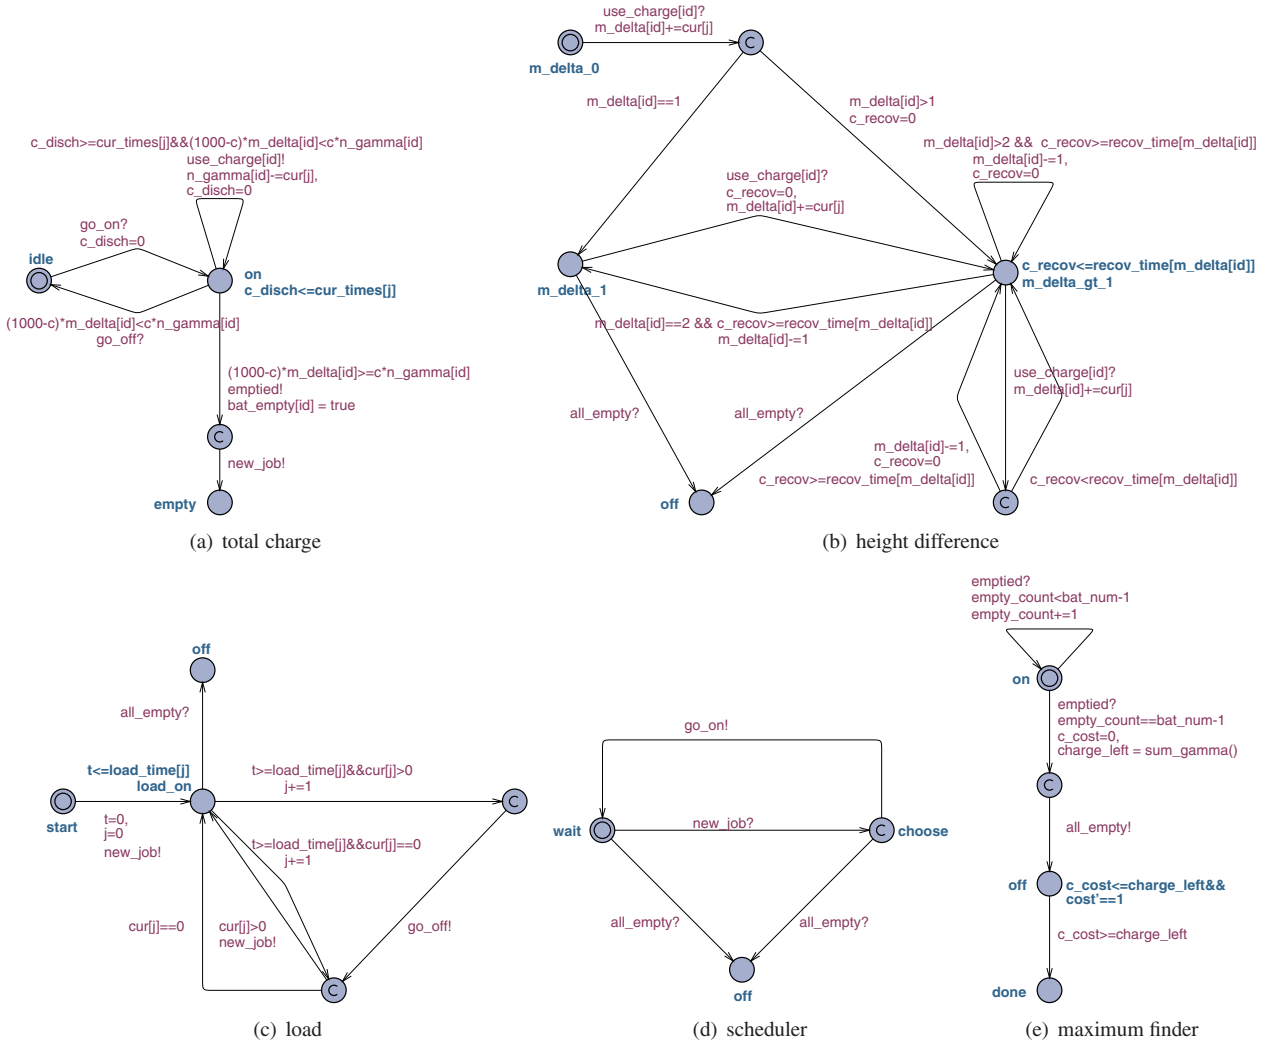 c_disch>=cur_times[j]&&(1000-c)*m_delta[id]<c*n_gamma[id]
use_charge[id]!
n_gamma[id]-=cur[j],
c_disch=0
go_on?
c_disch=0
idle
on
c_disch<=cur_times[j]
(1000-c)*m_delta[id]<c*n_gamma[id]
go_off?
(1000-c)*m_delta[id]>=c*n_gamma[id]
emptied!
bat_empty[id] = true
C
new_job!
empty
(a) total charge
use_charge[id]?
m_delta[id]+=cur[j]
C
m_delta_0
m_delta[id]==1
m_delta[id]>1
c_recov=0
m_delta[id]>2 && c_recov>=recov_time[m_delta[id]]
m_delta[id]-=1,
c_recov=0
use_charge[id]?
c_recov=0,
m_delta[id]+=cur[j]
c_recov<=recov_time[m_delta[id]]
m_delta_gt_1
m_delta_1
m_delta[id]==2 && c_recov>=recov_time[m_delta[id]]
m_delta[id]-=1
use_charge[id]?
m_delta[id]+=cur[j]
all_empty?
all_empty?
m_delta[id]-=1,
c_recov=0
c_recov>=recov_time[m_delta[id]]
c_recov<recov_time[m_delta[id]]
off
C
(b) height difference
off
all_empty?
t<=load_time[j]
load_on
t>=load_time[j]&&cur[j]>0
j+=1
C
start
t=0,
j=0
new_job!
t>=load_time[j]&&cur[j]==0
j+=1
cur[j]==0
cur[j]>0
new_job!
go_off!
C
(c) load
go_on!
wait
new_job?
C
choose
all_empty?
all_empty?
off
(d) scheduler
emptied?
empty_count<bat_num-1
empty_count+=1
on
emptied?
empty_count==bat_num-1
c_cost=0,
charge_left = sum_gamma()
C
all_empty!
off
c_cost<=charge_left&&
cost'==1
c_cost>=charge_left
done
(e) maximum finder